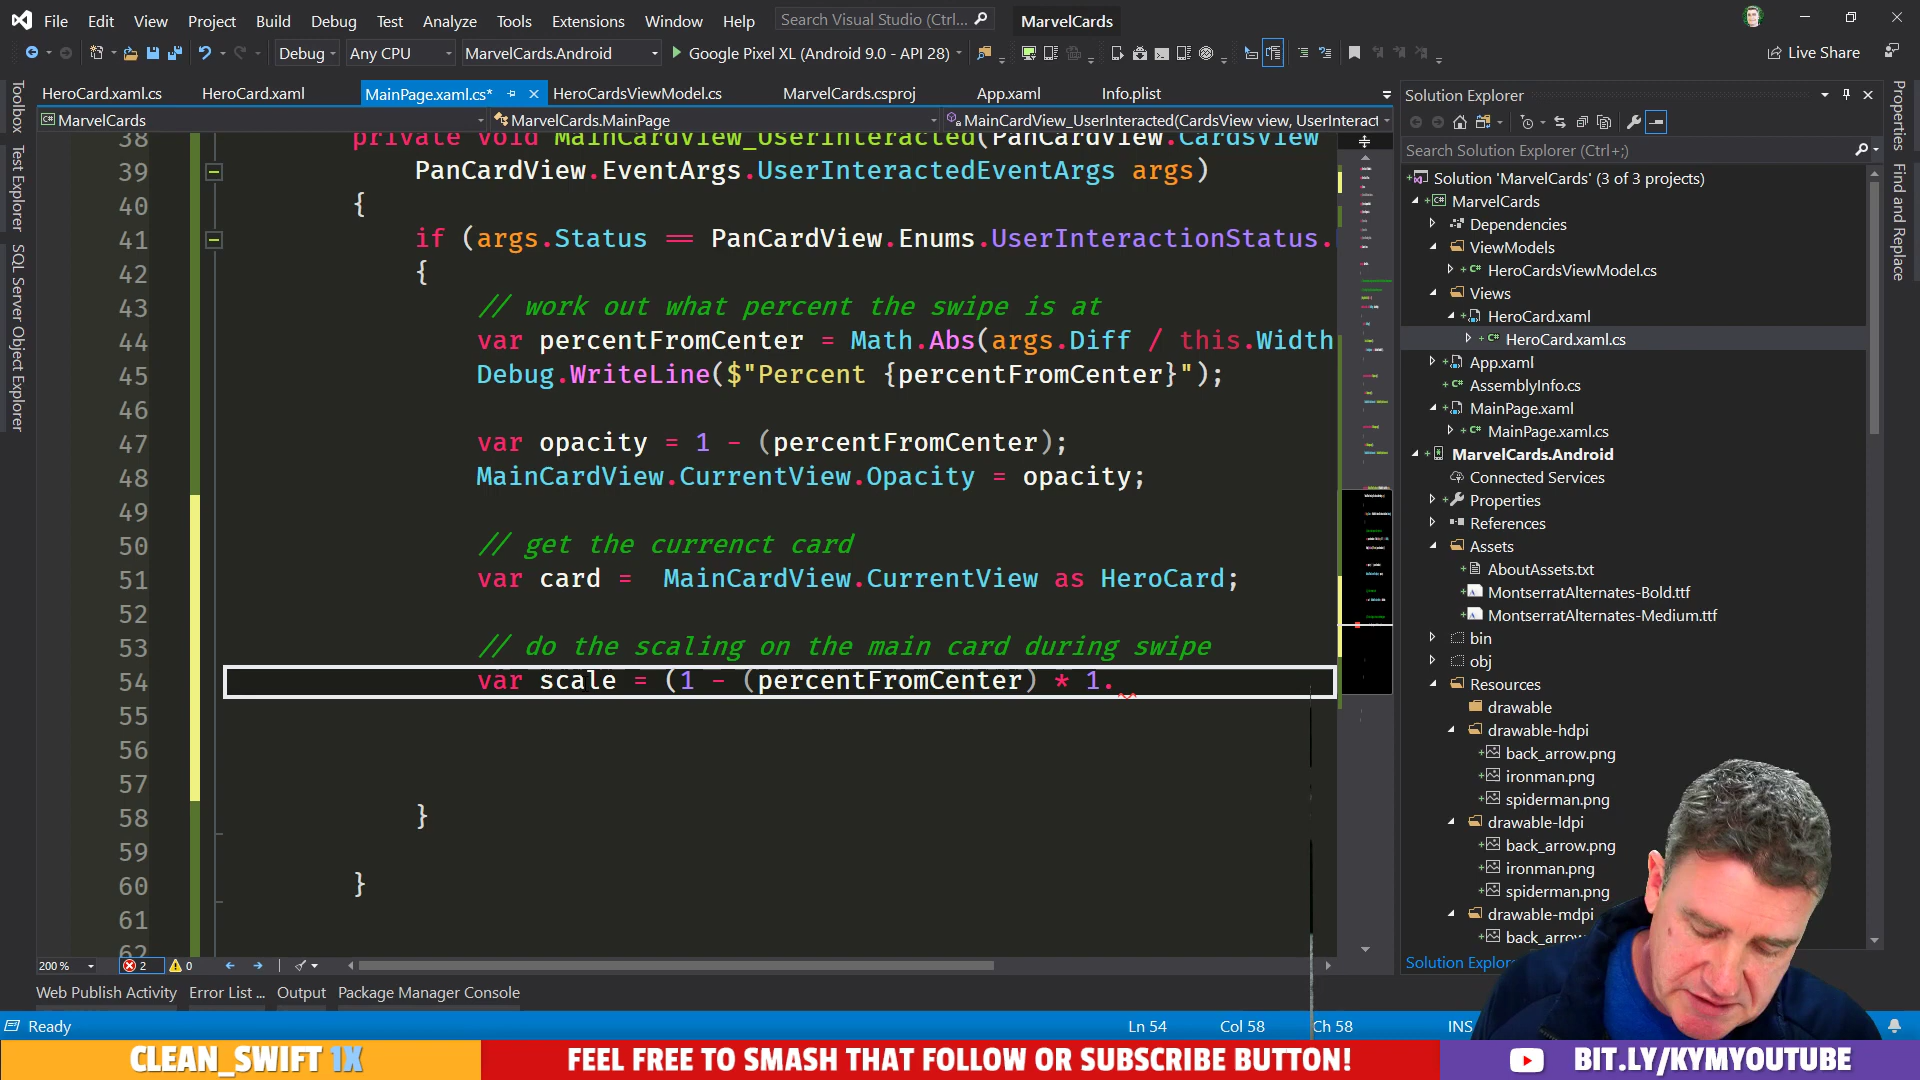 File Edit View Project Build Debug Test Analyze Tools Extensions Window Help Search Visual Studio (Ctrl... MarvelCards
Debug Any CPU MarvelCards.Android Google Pixel XL (Android 9.0 - API 28) Live Share
HeroCard.xaml.cs HeroCard.xaml MainPage.xaml.cs* HeroCardsViewModel.cs MarvelCards.csproj App.xaml Info.plist
MarvelCards MarvelCards.MainPage MainCardView_UserInteracted(CardsView view, UserInteract
38 private void MainCardView_UserInteracted(PanCardView.CardsView
39 PanCardView.EventArgs.UserInteractedEventArgs args)
40 {
41 if (args.Status == PanCardView.Enums.UserInteractionStatus.
42 {
43 // work out what percent the swipe is at
44 var percentFromCenter = Math.Abs(args.Diff / this.Width
45 Debug.WriteLine($"Percent {percentFromCenter}");
46
47 var opacity = 1 - (percentFromCenter);
48 MainCardView.CurrentView.Opacity = opacity;
49
50 // get the currenct card
51 var card =  MainCardView.CurrentView as HeroCard;
52
53 // do the scaling on the main card during swipe
54 var scale = (1 - (percentFromCenter) * 1.
55
56
57
58 }
59
60 }
61
62
200 % 2 0
Web Publish Activity Error List ... Output Package Manager Console
Ready Ln 54 Col 58 Ch 58 INS
Toolbox
Test Explorer
SQL Server Object Explorer
Solution Explorer
Search Solution Explorer (Ctrl+;)
Solution 'MarvelCards' (3 of 3 projects)
MarvelCards
Dependencies
ViewModels
HeroCardsViewModel.cs
Views
HeroCard.xaml
HeroCard.xaml.cs
App.xaml
AssemblyInfo.cs
MainPage.xaml
MainPage.xaml.cs
MarvelCards.Android
Connected Services
Properties
References
Assets
AboutAssets.txt
MontserratAlternates-Bold.ttf
MontserratAlternates-Medium.ttf
bin
obj
Resources
drawable
drawable-hdpi
back_arrow.png
ironman.png
spiderman.png
drawable-ldpi
back_arrow.png
ironman.png
spiderman.png
drawable-mdpi
back_arro
Solution Explor
Properties
Find and Replace
CLEAN_SWIFT 1X
FEEL FREE TO SMASH THAT FOLLOW OR SUBSCRIBE BUTTON!
BIT.LY/KYMYOUTUBE